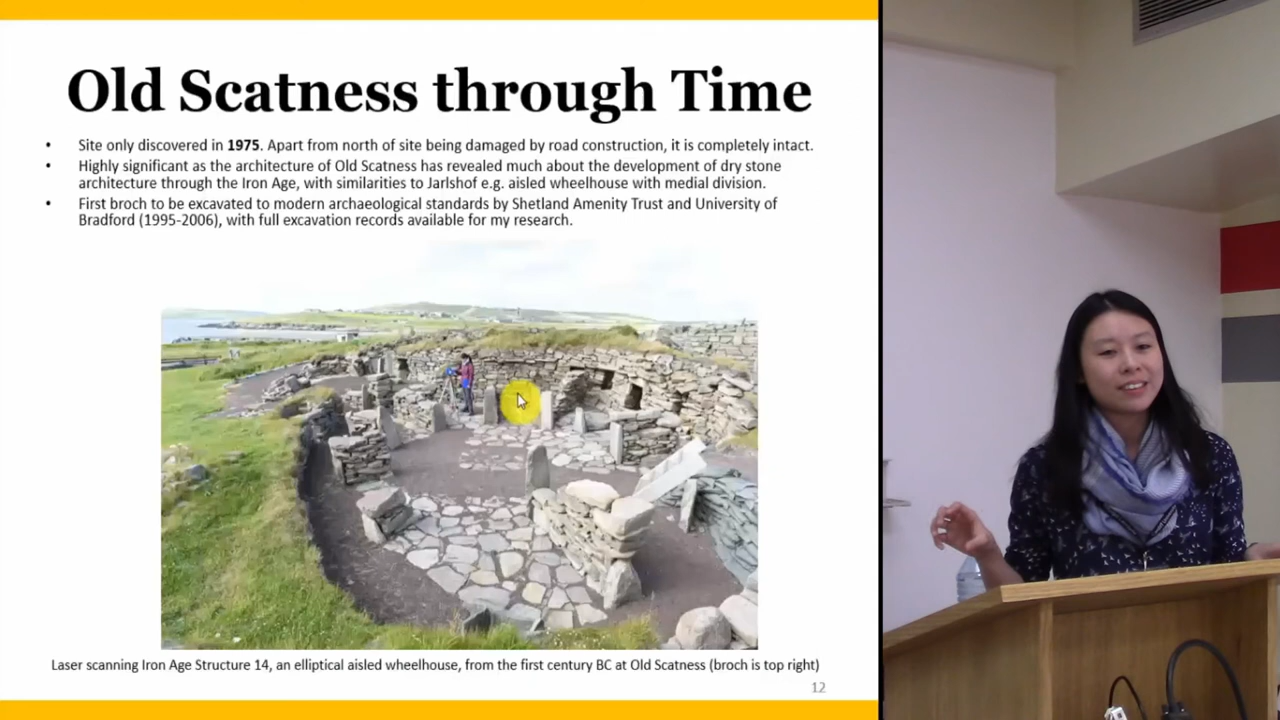 Old Scatness through Time
• Site only discovered in 1975. Apart from north of site being damaged by road construction, it is completely intact.
• Highly significant as the architecture of Old Scatness has revealed much about the development of dry stone
architecture through the Iron Age, with similarities to Jarlshof e.g. aisled wheelhouse with medial division.
• First broch to be excavated to modern archaeological standards by Shetland Amenity Trust and University of
Bradford (1995-2006), with full excavation records available for my research.
Laser scanning Iron Age Structure 14, an elliptical aisled wheelhouse, from the first century BC at Old Scatness (broch is top right)
12